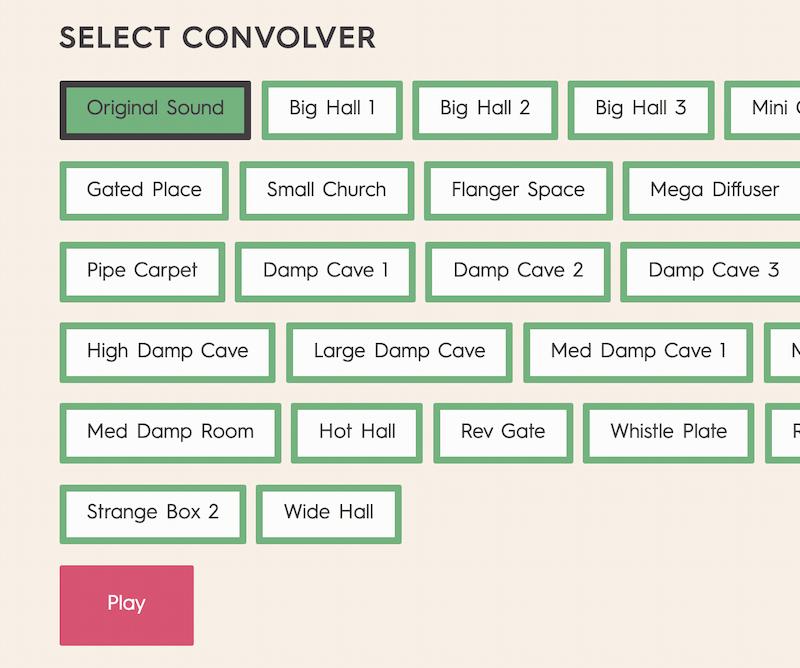 SELECT CONVOLVER
Original Sound Big Hall 1 Big Hall 2 Big Hall 3 Mini
Gated Place Small Church Flanger Space Mega Diffuser
Pipe Carpet Damp Cave 1 Damp Cave 2 Damp Cave 3
High Damp Cave Large Damp Cave Med Damp Cave 1
Med Damp Room Hot Hall Rev Gate Whistle Plate
Strange Box 2 Wide Hall
Play